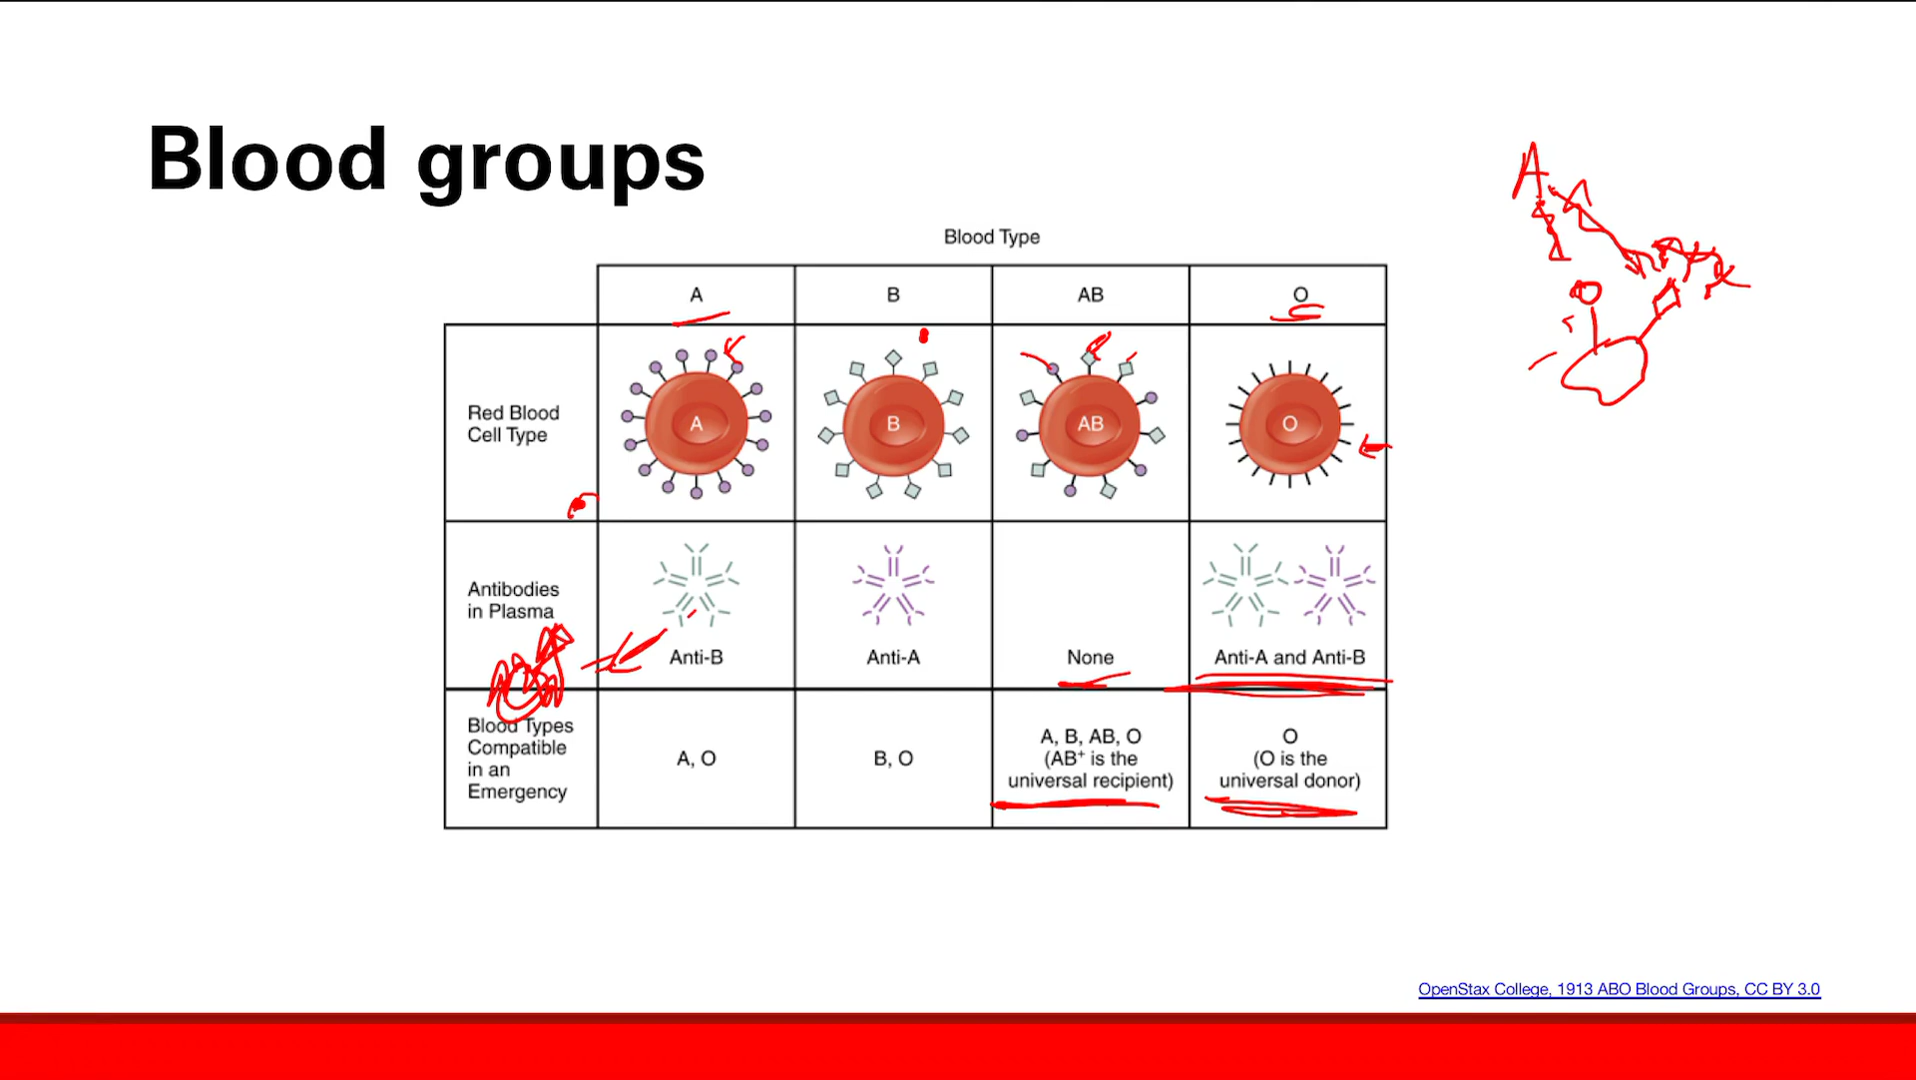 Blood groups
Blood Type
A
B
AB
O
Red Blood
Cell Type
A
B
AB
O
Antibodies
in Plasma
Anti-B
Anti-A
None
Anti-A and Anti-B
Blood Types
Compatible
in an
Emergency
A, O
B, O
A, B, AB, O
(AB⁺ is the
universal recipient)
O
(O is the
universal donor)
A
OpenStax College, 1913 ABO Blood Groups, CC BY 3.0